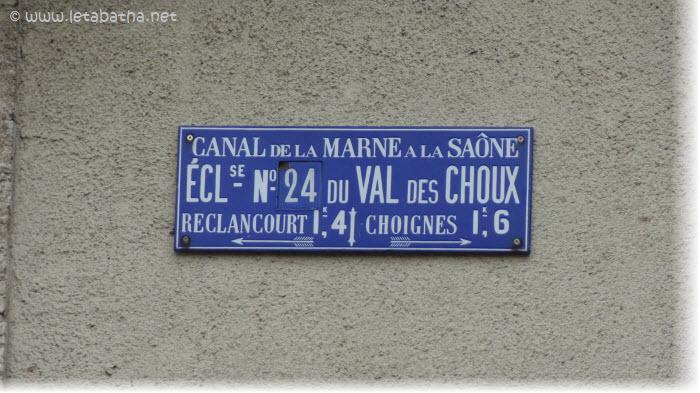 © www.letabatha.net
CANAL DE LA MARNE A LA SAÔNE
ÉCLSE No 24 DU VAL DES CHOUX
RECLANCOURT 1K,4 CHOIGNES 1K,6